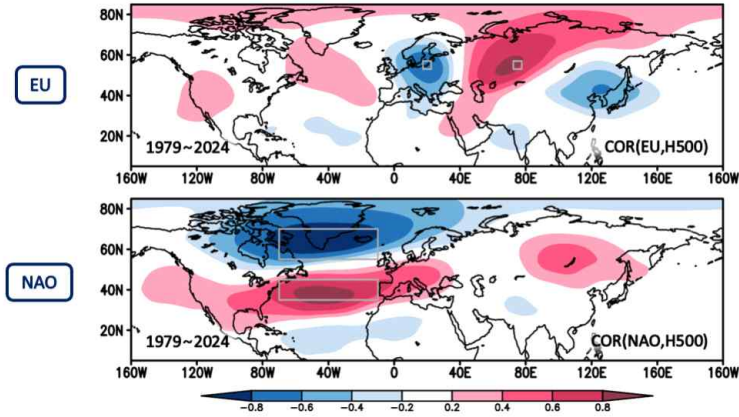 80N
60N
EU
40N
20N
1979~2024 COR(EU,H500)
160W 120W 80W 40W 0 40E 80E 120E 160E 160W
80N
60N
NAO
40N
20N
1979~2024 COR(NAO,H500)
160W 120W 80W 40W 0 40E 80E 120E 160E 160W
−0.8 −0.6 −0.4 −0.2 0.2 0.4 0.6 0.8